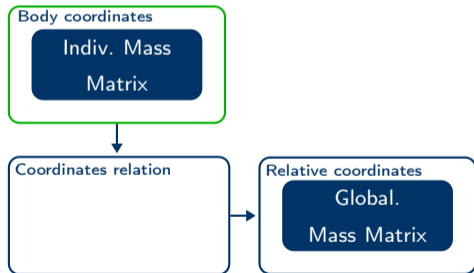 Body coordinates
Indiv. Mass
Matrix
Coordinates relation
Relative coordinates
Global.
Mass Matrix